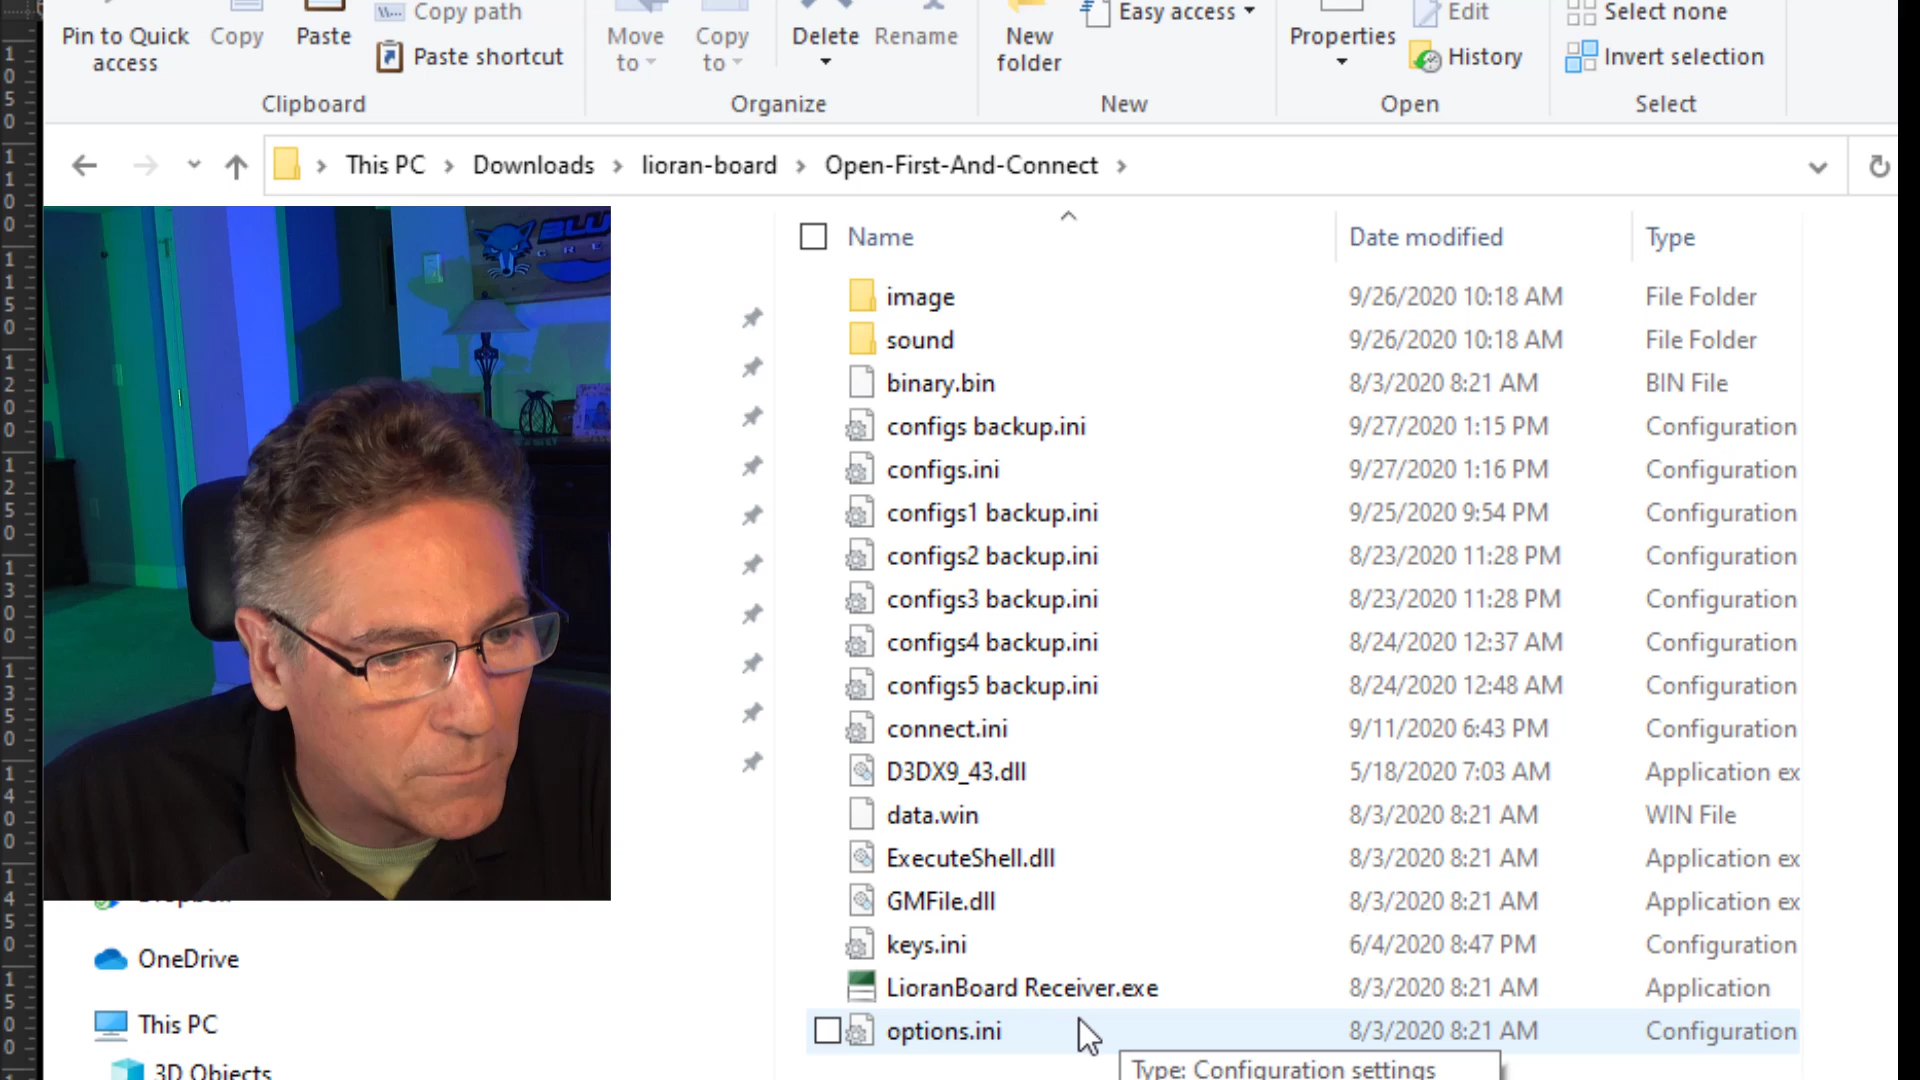 Copy path
Pin to Quick access
Copy
Paste
Paste shortcut
Move to
Copy to
Delete
Rename
New folder
Easy access
Properties
Edit
History
Select none
Invert selection
Clipboard
Organize
New
Open
Select
This PC > Downloads > lioran-board > Open-First-And-Connect >
Name Date modified Type
image 9/26/2020 10:18 AM File Folder
sound 9/26/2020 10:18 AM File Folder
binary.bin 8/3/2020 8:21 AM BIN File
configs backup.ini 9/27/2020 1:15 PM Configuration
configs.ini 9/27/2020 1:16 PM Configuration
configs1 backup.ini 9/25/2020 9:54 PM Configuration
configs2 backup.ini 8/23/2020 11:28 PM Configuration
configs3 backup.ini 8/23/2020 11:28 PM Configuration
configs4 backup.ini 8/24/2020 12:37 AM Configuration
configs5 backup.ini 8/24/2020 12:48 AM Configuration
connect.ini 9/11/2020 6:43 PM Configuration
D3DX9_43.dll 5/18/2020 7:03 AM Application ex
data.win 8/3/2020 8:21 AM WIN File
ExecuteShell.dll 8/3/2020 8:21 AM Application ex
GMFile.dll 8/3/2020 8:21 AM Application ex
keys.ini 6/4/2020 8:47 PM Configuration
LioranBoard Receiver.exe 8/3/2020 8:21 AM Application
options.ini 8/3/2020 8:21 AM Configuration
Type: Configuration settings
OneDrive
This PC
3D Objects
1050
1100
1150
1200
1250
1300
1350
1400
1450
1500